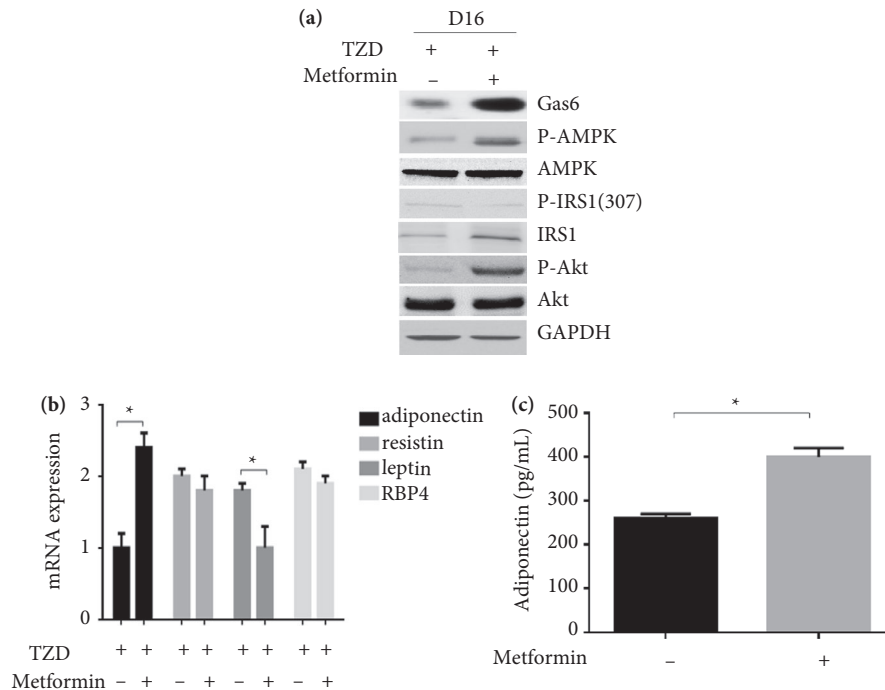 (a)
D16
TZD + +
Metformin – +
Gas6
P-AMPK
AMPK
P-IRS1(307)
IRS1
P-Akt
Akt
GAPDH
(b)
3
2
1
0
mRNA expression
* *
adiponectin
resistin
leptin
RBP4
TZD + + + + + + + +
Metformin – + – + – + – +
(c)
500
400
300
200
100
0
Adiponectin (pg/mL)
*
Metformin – +